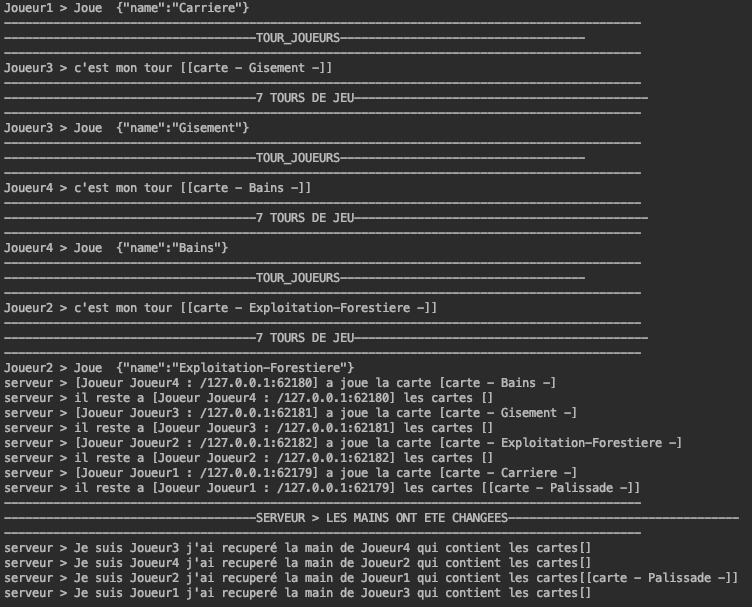 Joueur1 > Joue  {"name":"Carriere"}
-------------------------------------------------------------------------------------------
------------------------------------TOUR_JOUEURS-----------------------------------
-------------------------------------------------------------------------------------------
Joueur3 > c'est mon tour [[carte - Gisement -]]
-------------------------------------------------------------------------------------------
------------------------------------7 TOURS DE JEU------------------------------------------
-------------------------------------------------------------------------------------------
Joueur3 > Joue  {"name":"Gisement"}
-------------------------------------------------------------------------------------------
------------------------------------TOUR_JOUEURS-----------------------------------
-------------------------------------------------------------------------------------------
Joueur4 > c'est mon tour [[carte - Bains -]]
-------------------------------------------------------------------------------------------
------------------------------------7 TOURS DE JEU------------------------------------------
-------------------------------------------------------------------------------------------
Joueur4 > Joue  {"name":"Bains"}
-------------------------------------------------------------------------------------------
------------------------------------TOUR_JOUEURS-----------------------------------
-------------------------------------------------------------------------------------------
Joueur2 > c'est mon tour [[carte - Exploitation-Forestiere -]]
-------------------------------------------------------------------------------------------
------------------------------------7 TOURS DE JEU------------------------------------------
-------------------------------------------------------------------------------------------
Joueur2 > Joue  {"name":"Exploitation-Forestiere"}
serveur > [Joueur Joueur4 : /127.0.0.1:62180] a joue la carte [carte - Bains -]
serveur > il reste a [Joueur Joueur4 : /127.0.0.1:62180] les cartes []
serveur > [Joueur Joueur3 : /127.0.0.1:62181] a joue la carte [carte - Gisement -]
serveur > il reste a [Joueur Joueur3 : /127.0.0.1:62181] les cartes []
serveur > [Joueur Joueur2 : /127.0.0.1:62182] a joue la carte [carte - Exploitation-Forestiere -]
serveur > il reste a [Joueur Joueur2 : /127.0.0.1:62182] les cartes []
serveur > [Joueur Joueur1 : /127.0.0.1:62179] a joue la carte [carte - Carriere -]
serveur > il reste a [Joueur Joueur1 : /127.0.0.1:62179] les cartes [[carte - Palissade -]]
-------------------------------------------------------------------------------------------
------------------------------------SERVEUR > LES MAINS ONT ETE CHANGEES---------------------------------
-------------------------------------------------------------------------------------------
serveur > Je suis Joueur3 j'ai recuperé la main de Joueur4 qui contient les cartes[]
serveur > Je suis Joueur4 j'ai recuperé la main de Joueur2 qui contient les cartes[]
serveur > Je suis Joueur2 j'ai recuperé la main de Joueur1 qui contient les cartes[[carte - Palissade -]]
serveur > Je suis Joueur1 j'ai recuperé la main de Joueur3 qui contient les cartes[]